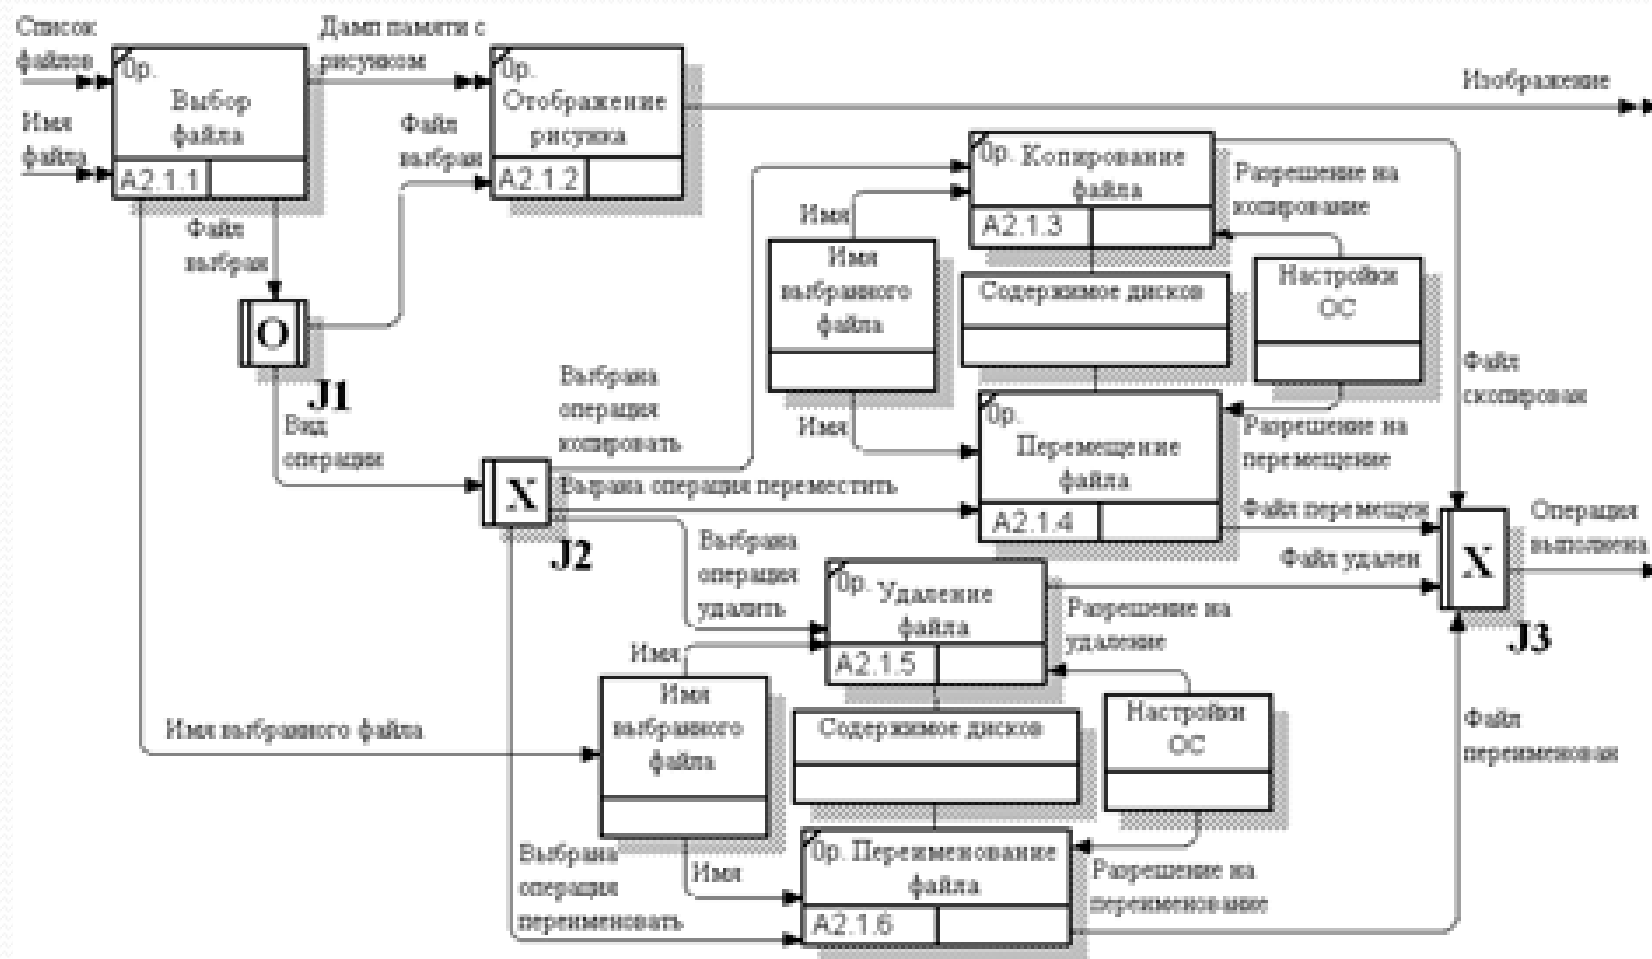 Список
файлов
Имя
файла
0р.
Выбор
файла
A2.1.1
Дамп памяти с
рисунком
Файл
выбран
0р.
Отображение
рисунка
A2.1.2
Изображение
Файл
выбран
O
J1
Вид
операции
X
J2
Выбрана
операция
копировать
Вырана операция переместить
Выбрана
операция
удалить
Выбрана
операция
переименовать
Имя
Имя
выбранного
файла
Имя
0р. Копирование
файла
A2.1.3
Разрешение на
копирование
Содержимое дисков
Настройки
ОС
0р.
Перемещение
файла
A2.1.4
Разрешение на
перемещение
Файл
скопирован
Файл перемещен
Файл удален
X
J3
Операция
выполнена
0р. Удаление
файла
A2.1.5
Разрешение на
удаление
Имя
Имя выбранного файла
Имя
выбранного
файла
Имя
Содержимое дисков
Настройки
ОС
0р. Переименование
файла
A2.1.6
Разрешение на
переименование
Файл
переименован